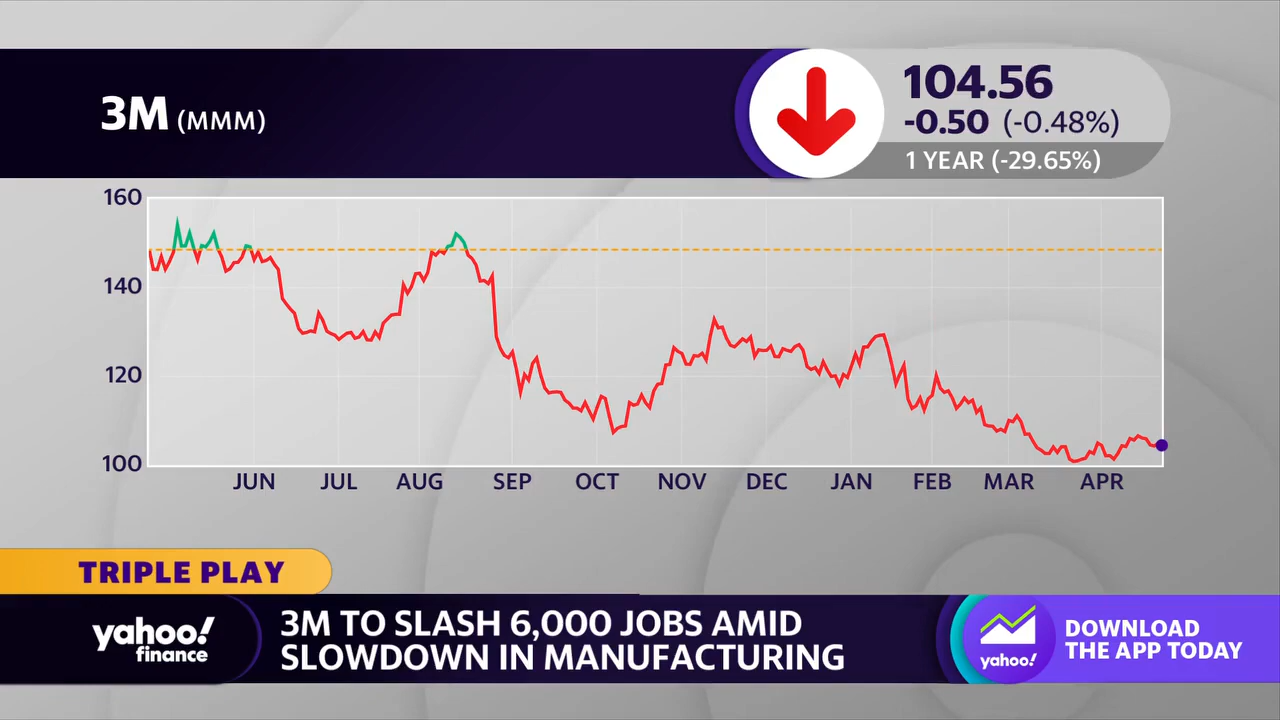 3M (MMM)
104.56
-0.50 (-0.48%)
1 YEAR (-29.65%)
160
140
120
100
JUN JUL AUG SEP OCT NOV DEC JAN FEB MAR APR
TRIPLE PLAY
yahoo!
finance
3M TO SLASH 6,000 JOBS AMID
SLOWDOWN IN MANUFACTURING
yahoo!
DOWNLOAD
THE APP TODAY